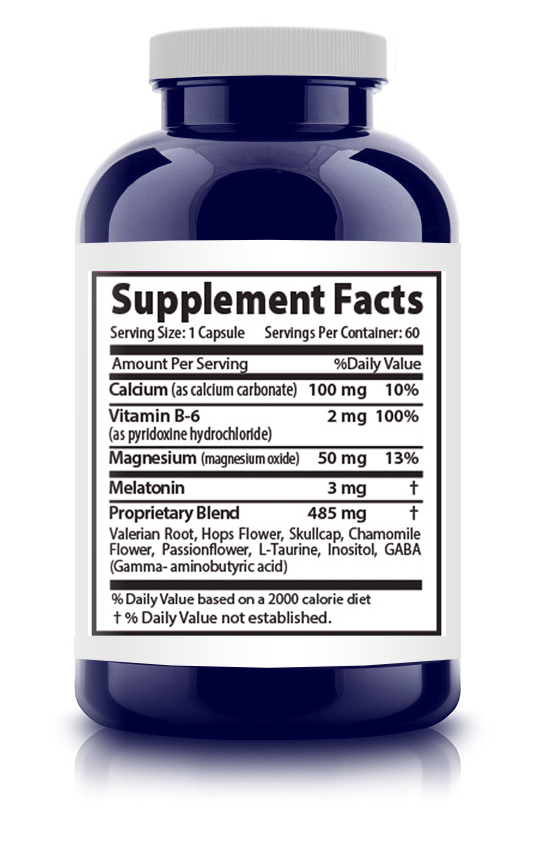 Supplement Facts
Serving Size: 1 Capsule Servings Per Container: 60
Amount Per Serving %Daily Value
Calcium (as calcium carbonate) 100 mg 10%
Vitamin B-6 2 mg 100%
(as pyridoxine hydrochloride)
Magnesium (magnesium oxide) 50 mg 13%
Melatonin 3 mg †
Proprietary Blend 485 mg †
Valerian Root, Hops Flower, Skullcap, Chamomile
Flower, Passionflower, L-Taurine, Inositol, GABA
(Gamma- aminobutyric acid)
% Daily Value based on a 2000 calorie diet
† % Daily Value not established.